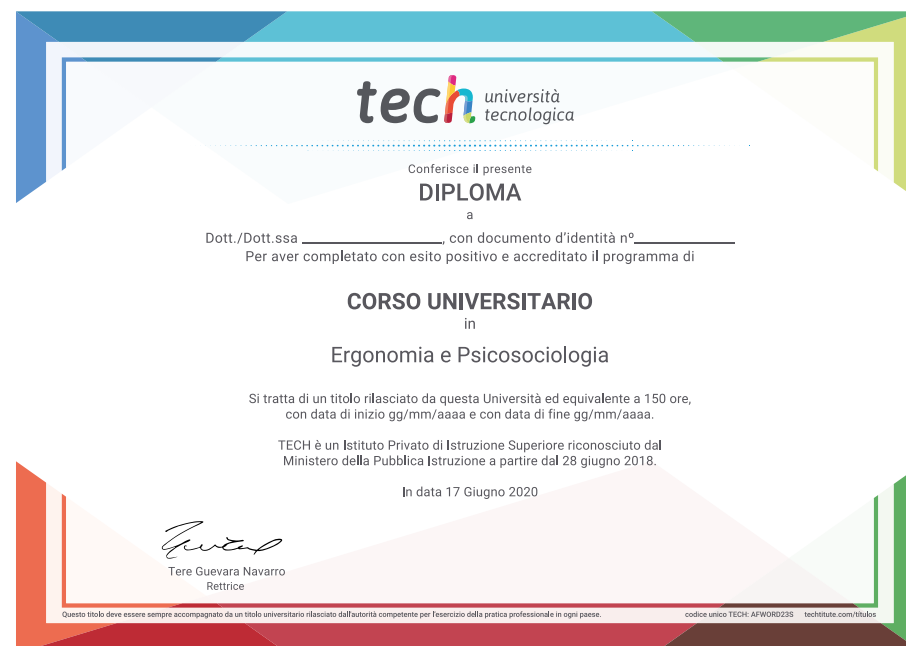 tech università
tecnologica
Conferisce il presente
DIPLOMA
a
Dott./Dott.ssa ____________________, con documento d'identità nº______________
Per aver completato con esito positivo e accreditato il programma di
CORSO UNIVERSITARIO
in
Ergonomia e Psicosociologia
Si tratta di un titolo rilasciato da questa Università ed equivalente a 150 ore,
con data di inizio gg/mm/aaaa e con data di fine gg/mm/aaaa.
TECH è un Istituto Privato di Istruzione Superiore riconosciuto dal
Ministero della Pubblica Istruzione a partire dal 28 giugno 2018.
In data 17 Giugno 2020
Tere Guevara Navarro
Rettrice
Questo titolo deve essere sempre accompagnato da un titolo universitario rilasciato dall'autorità competente per l'esercizio della pratica professionale in ogni paese. codice unico TECH: AFWORD23S techtitute.com/títulos